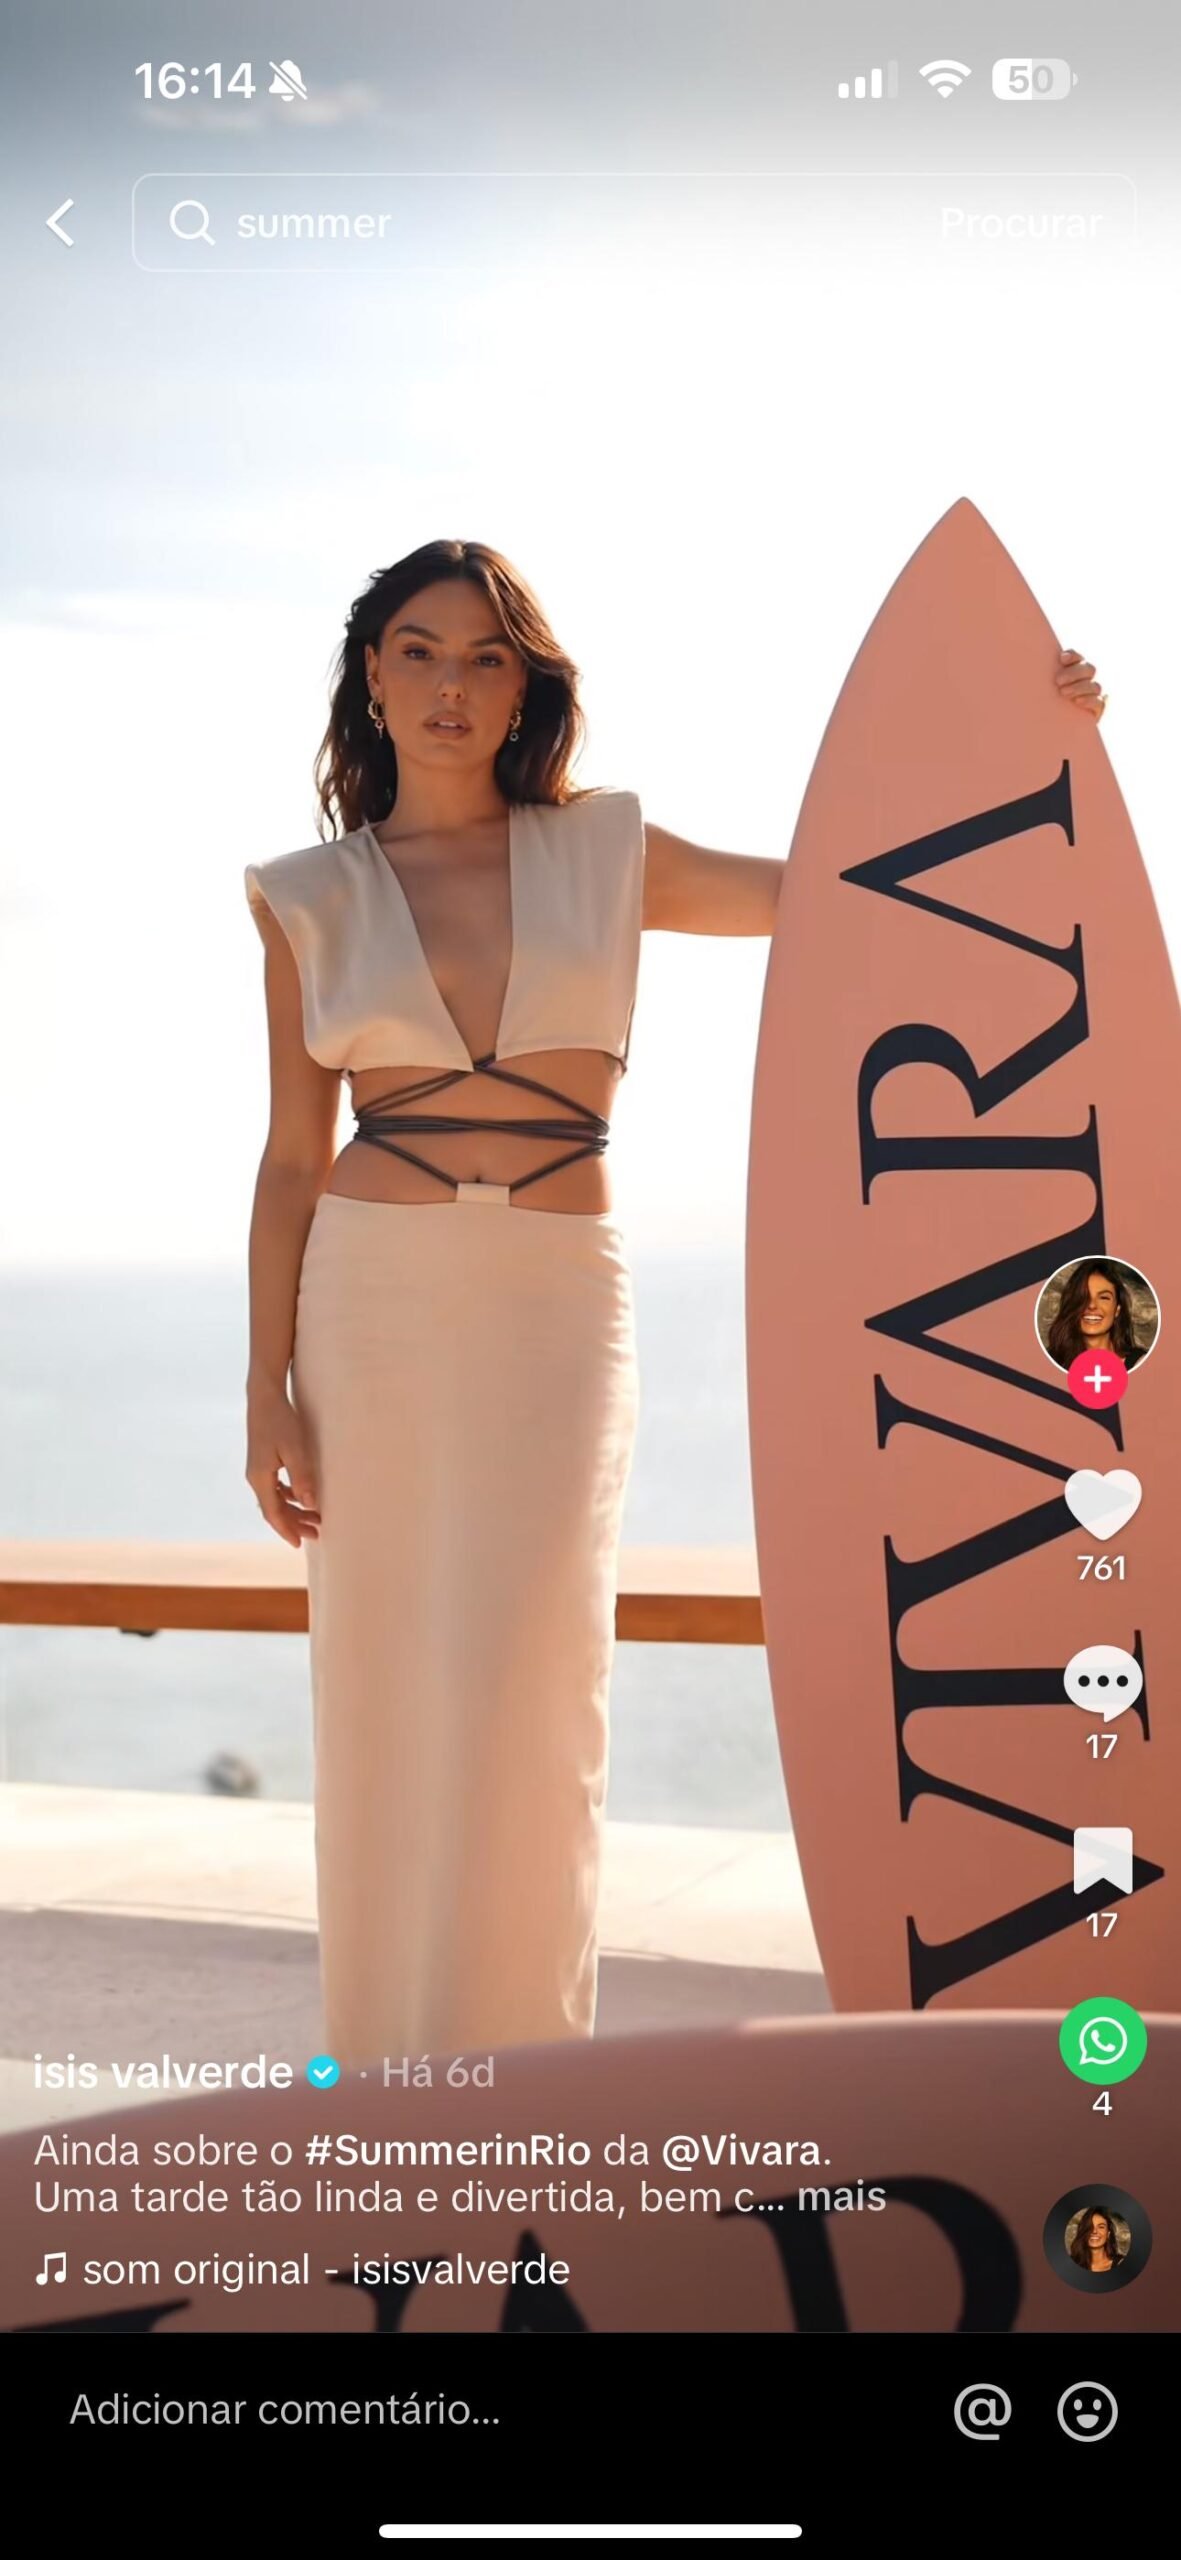 16:14
50
summer
Procurar
VIVARA
761
17
17
4
isis valverde · Há 6d
Ainda sobre o #SummerinRio da @Vivara.
Uma tarde tão linda e divertida, bem c... mais
som original - isisvalverde
Adicionar comentário...
@